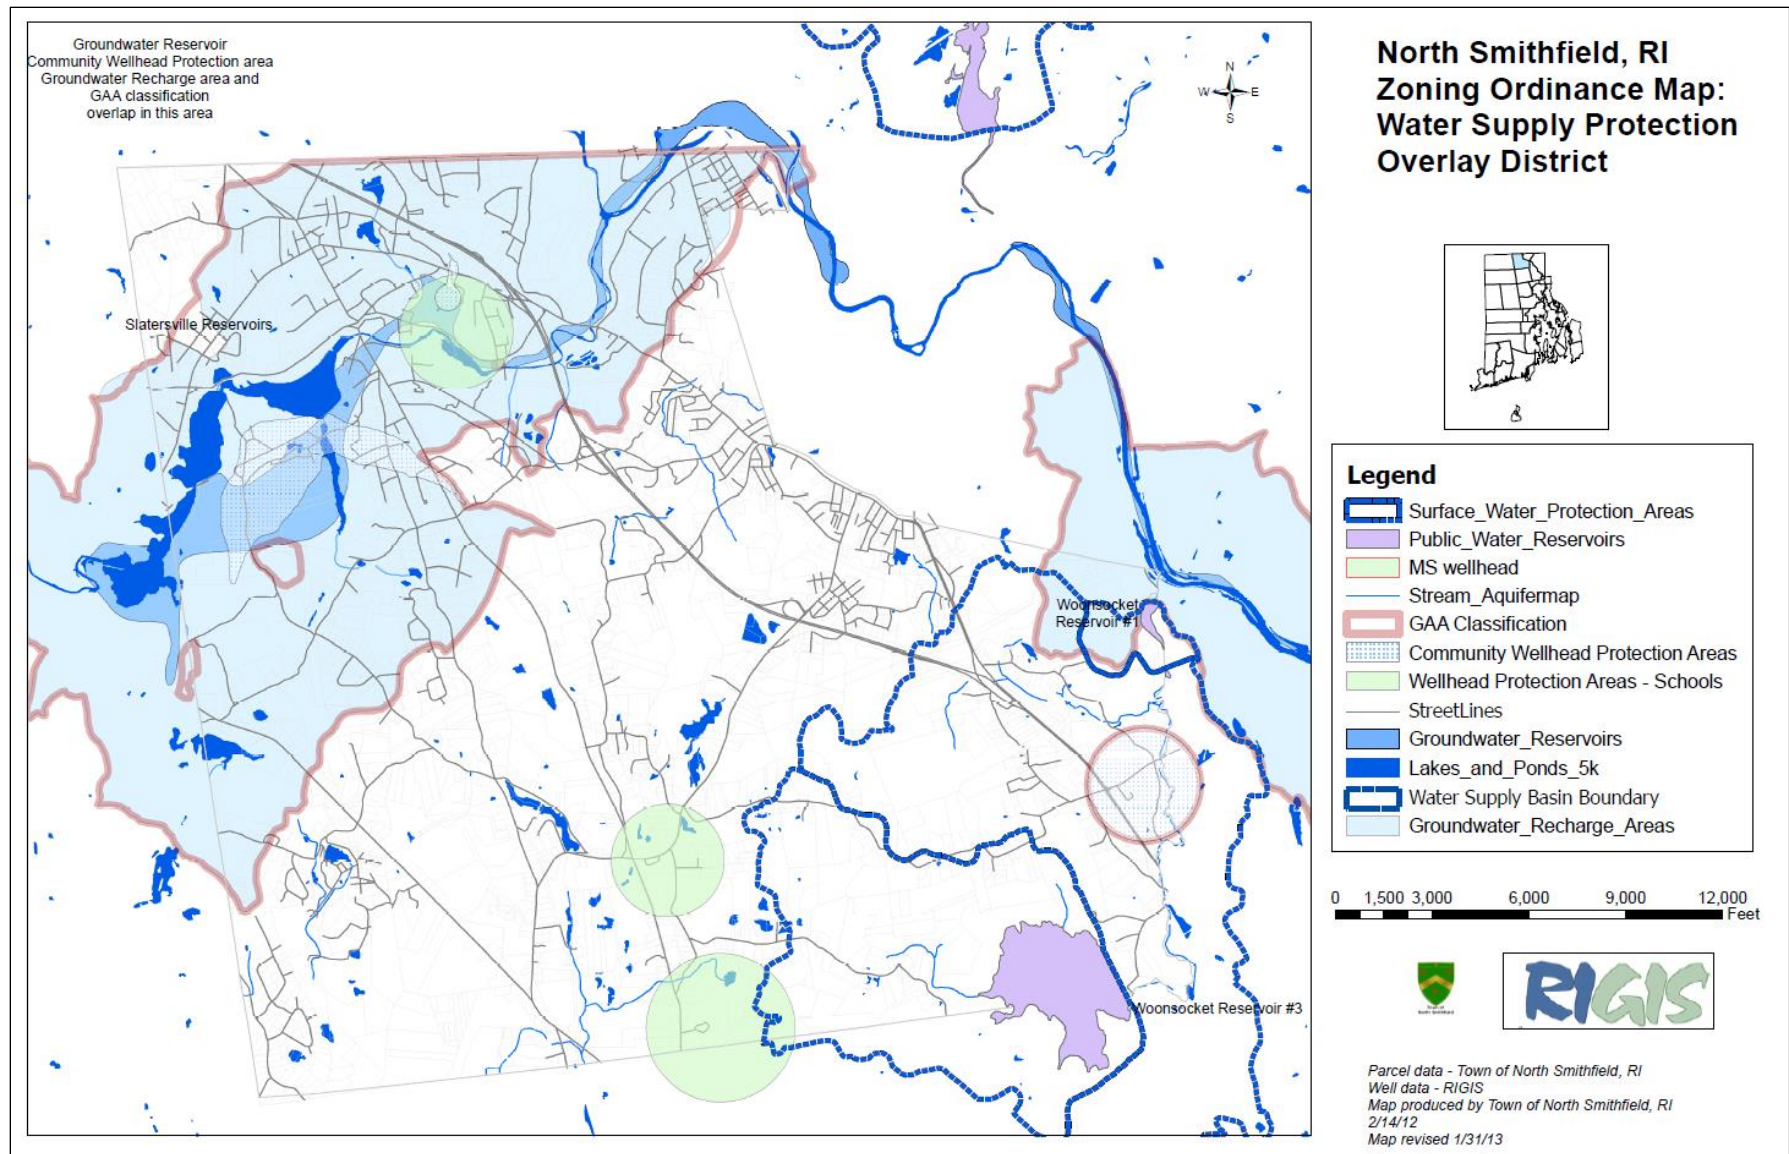 Groundwater Reservoir
Community Wellhead Protection area
Groundwater Recharge area and
GAA classification
overlap in this area
N
W E
S
Slatersville Reservoirs
Woonsocket
Reservoir #1
Woonsocket Reservoir #3
North Smithfield, RI
Zoning Ordinance Map:
Water Supply Protection
Overlay District
Legend
Surface_Water_Protection_Areas
Public_Water_Reservoirs
MS wellhead
Stream_Aquifermap
GAA Classification
Community Wellhead Protection Areas
Wellhead Protection Areas - Schools
StreetLines
Groundwater_Reservoirs
Lakes_and_Ponds_5k
Water Supply Basin Boundary
Groundwater_Recharge_Areas
0 1,500 3,000 6,000 9,000 12,000
Feet
RIGIS
Parcel data - Town of North Smithfield, RI
Well data - RIGIS
Map produced by Town of North Smithfield, RI
2/14/12
Map revised 1/31/13